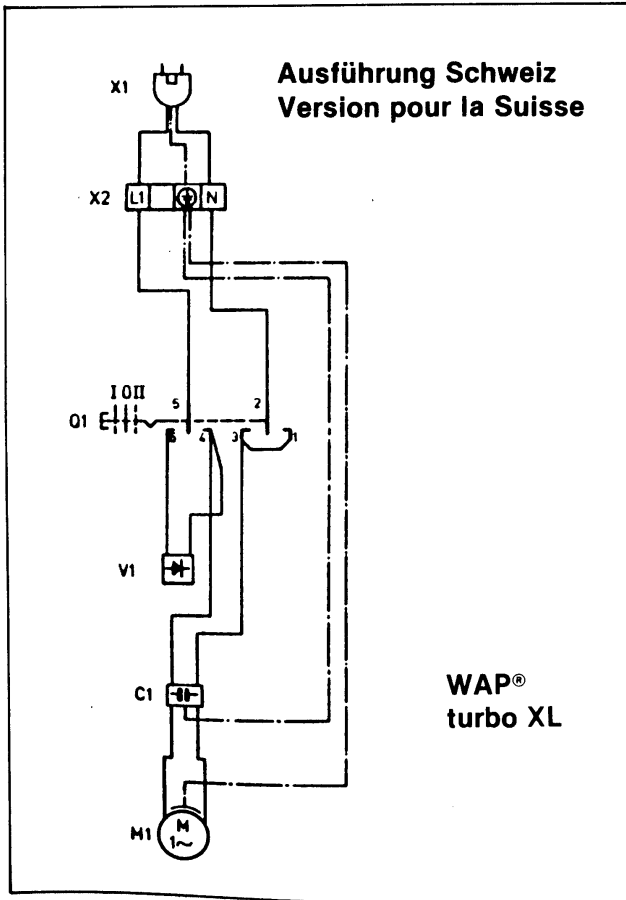 Ausführung Schweiz
Version pour la Suisse
X1
X2 L1 N
I 0 II
5 2
Q1
6 4 3 1
V1
C1
WAP®
turbo XL
M1
M
1~